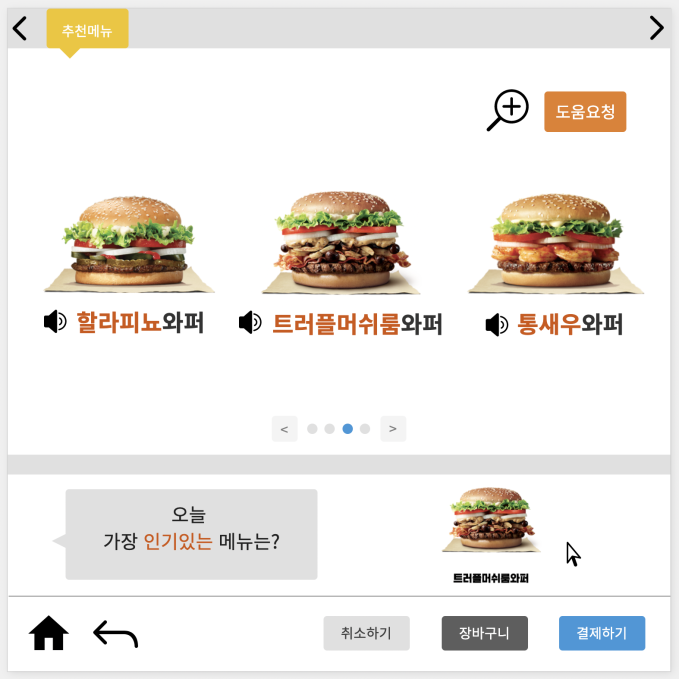 추천메뉴
도움요청
할라피뇨와퍼
트러플머쉬룸와퍼
통새우와퍼
< >
오늘
가장 인기있는 메뉴는?
트러플머쉬룸와퍼
취소하기
장바구니
결제하기